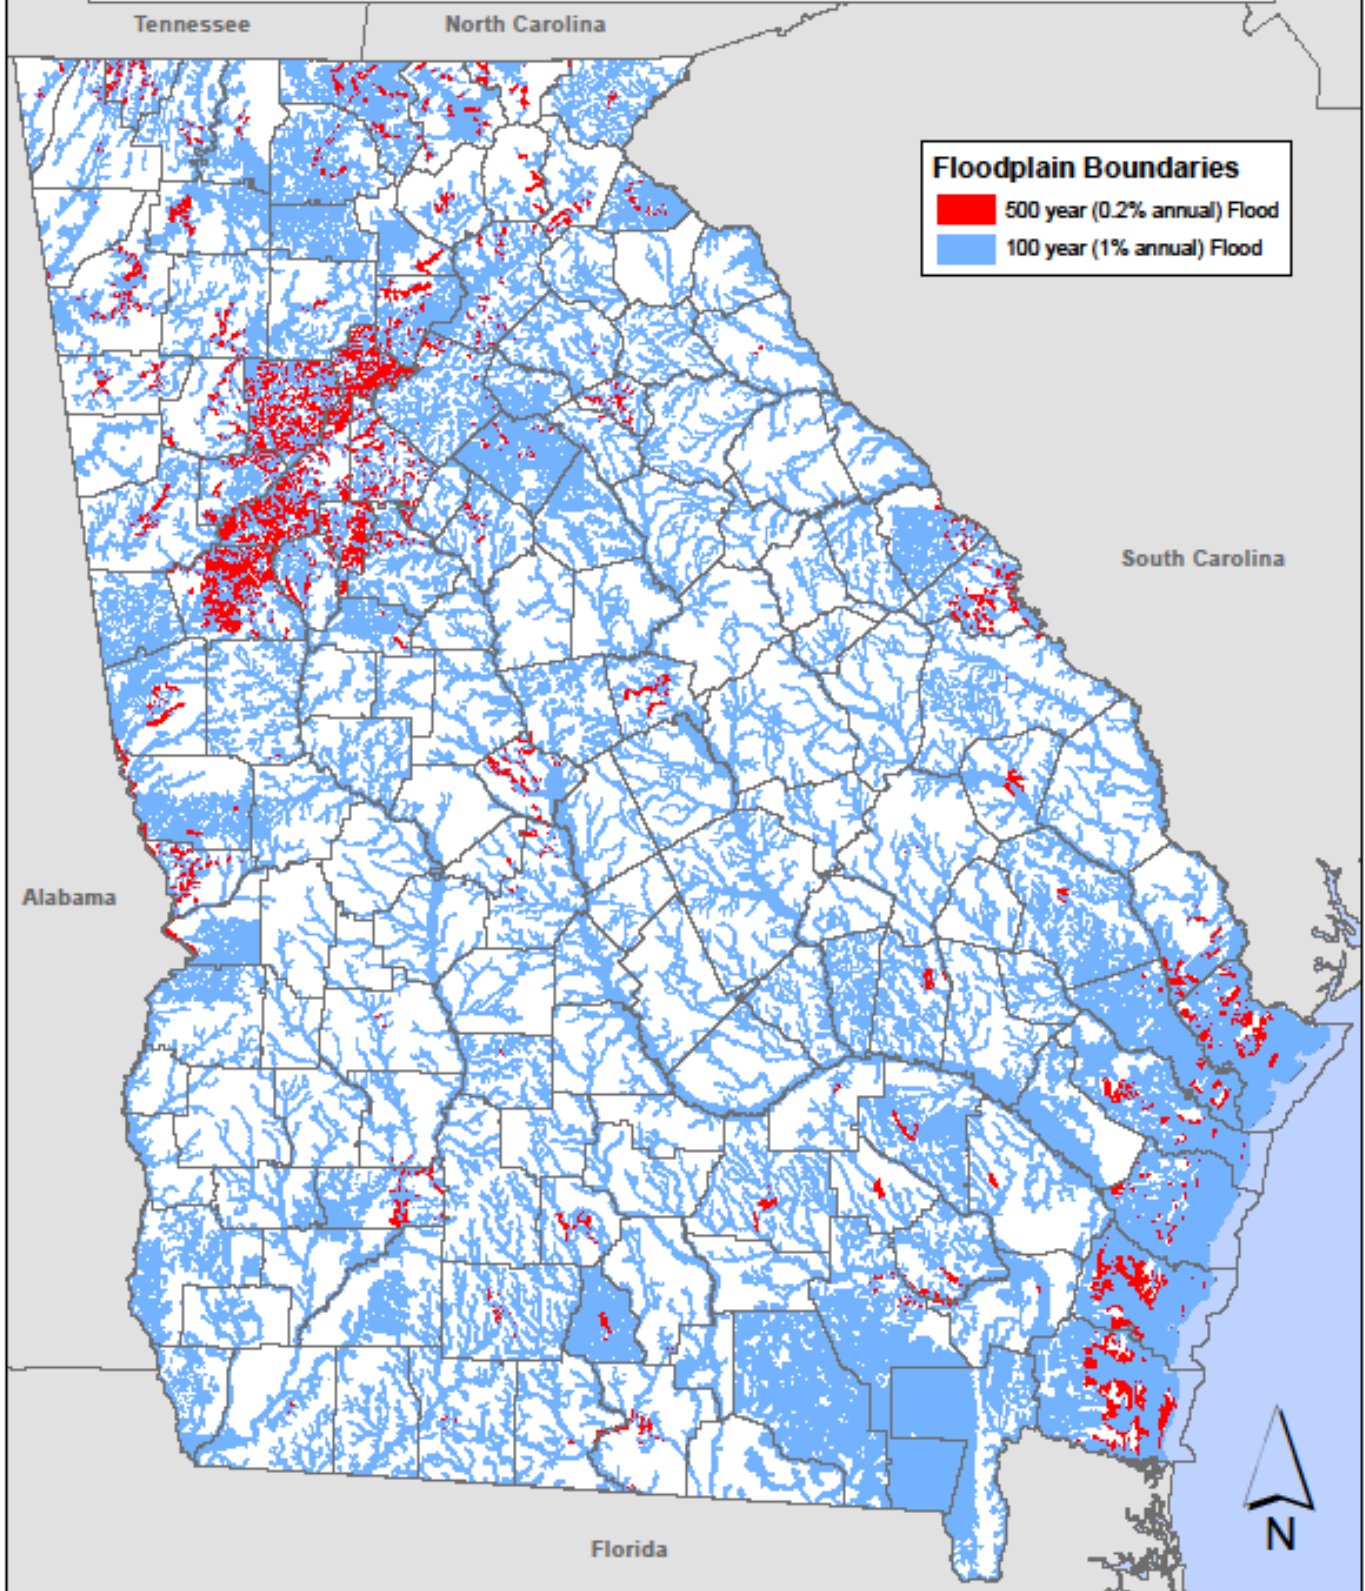 Tennessee
North Carolina
Floodplain Boundaries
500 year (0.2% annual) Flood
100 year (1% annual) Flood
South Carolina
Alabama
Florida
N